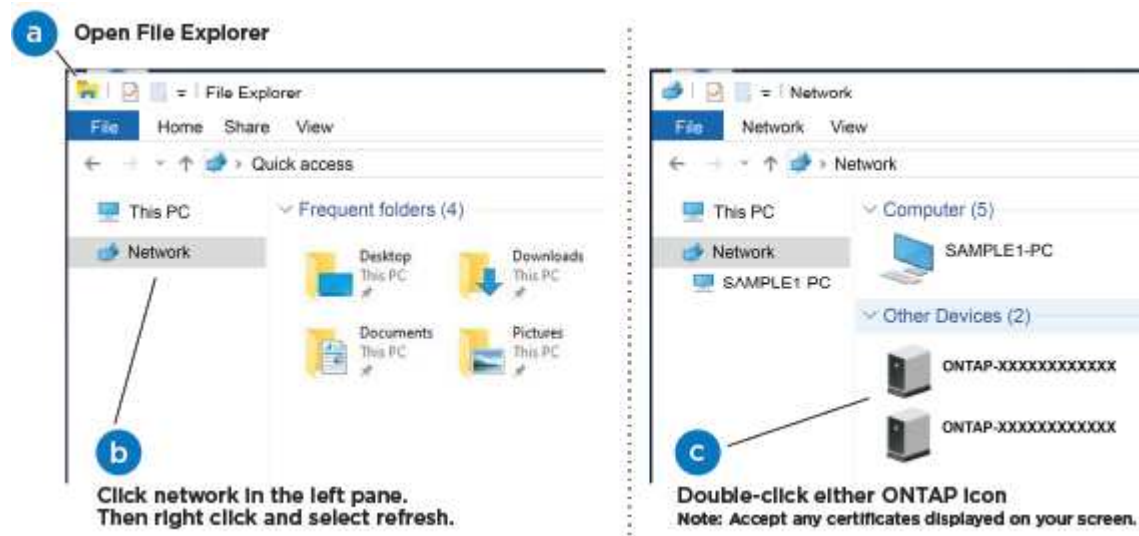 a
Open File Explorer
File Explorer
File Home Share View
Quick access
This PC
Network
Frequent folders (4)
Desktop
This PC
Downloads
This PC
Documents
This PC
Pictures
This PC
b
Click network in the left pane.
Then right click and select refresh.
Network
File Network View
Network
This PC
Network
SAMPLE1 PC
Computer (5)
SAMPLE1-PC
Other Devices (2)
ONTAP-XXXXXXXXXXXX
ONTAP-XXXXXXXXXXXX
c
Double-click either ONTAP icon
Note: Accept any certificates displayed on your screen.